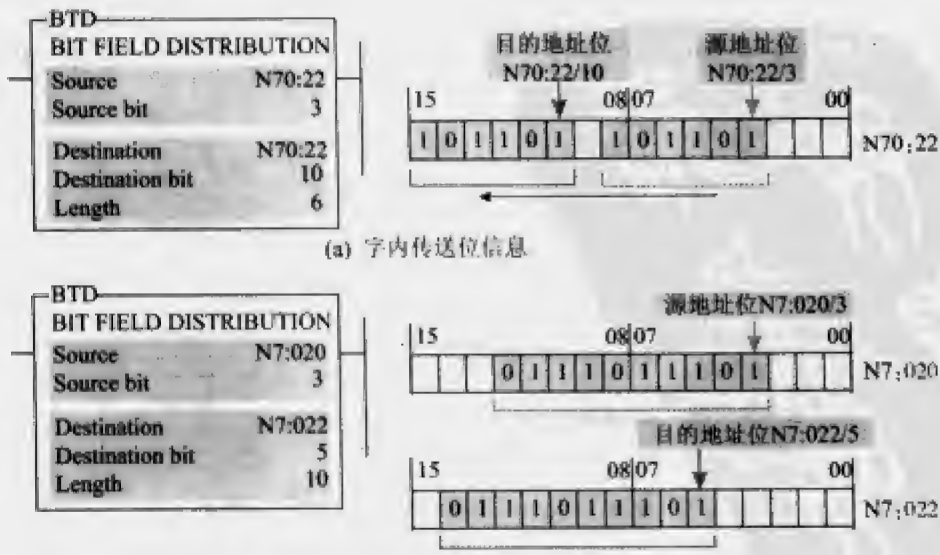 BTD
BIT FIELD DISTRIBUTION
Source N70:22
Source bit 3
Destination N70:22
Destination bit 10
Length 6
目的地址位 源地址位
N70:22/10 N70:22/3
15 08 07 00
1 0 1 1 0 1 1 0 1 1 0 1 N70:22
(a) 字内传送位信息
BTD
BIT FIELD DISTRIBUTION
Source N7:020
Source bit 3
Destination N7:022
Destination bit 5
Length 10
源地址位N7:020/3
15 08 07 00
0 1 1 1 0 1 1 1 0 1 N7:020
目的地址位N7:022/5
15 08 07 00
0 1 1 1 0 1 1 1 0 1 N7:022